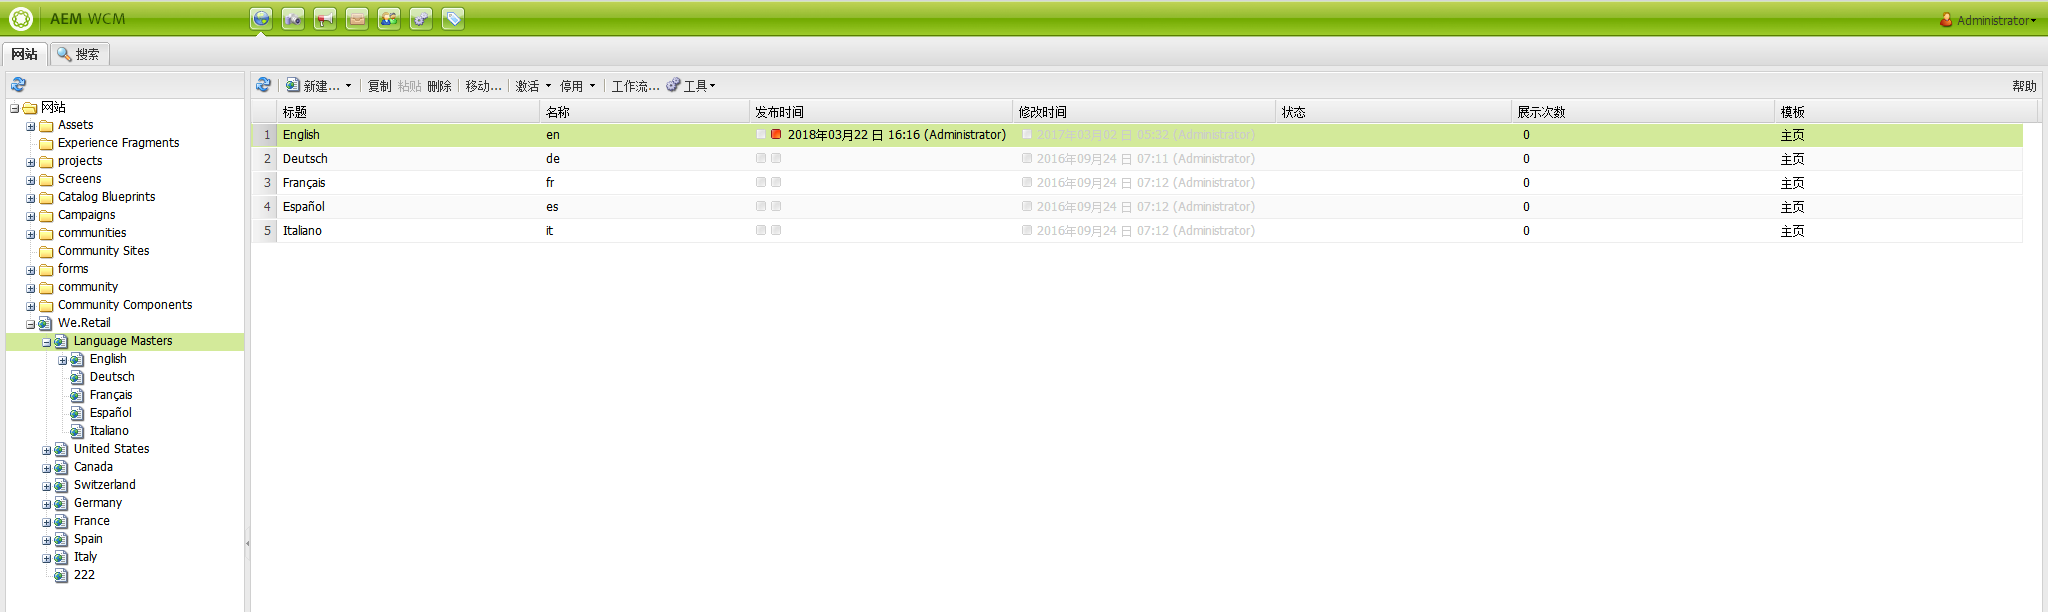 AEM WCM
Administrator
网站 搜索
新建... 复制 粘贴 删除 移动... 激活 停用 工作流... 工具 帮助
网站
Assets
Experience Fragments
projects
Screens
Catalog Blueprints
Campaigns
communities
Community Sites
forms
community
Community Components
We.Retail
Language Masters
English
Deutsch
Français
Español
Italiano
United States
Canada
Switzerland
Germany
France
Spain
Italy
222
标题 名称 发布时间 修改时间 状态 展示次数 模板
1 English en 2018年03月22 日 16:16 (Administrator) 2017年03月02 日 05:32 (Administrator) 0 主页
2 Deutsch de 2016年09月24 日 07:11 (Administrator) 0 主页
3 Français fr 2016年09月24 日 07:12 (Administrator) 0 主页
4 Español es 2016年09月24 日 07:12 (Administrator) 0 主页
5 Italiano it 2016年09月24 日 07:12 (Administrator) 0 主页